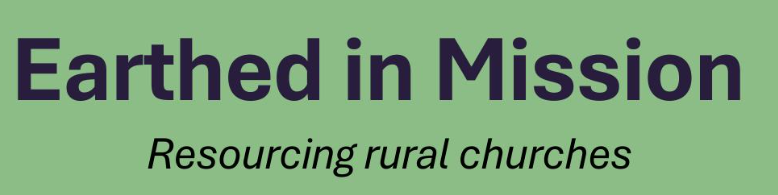 Earthed in Mission
Resourcing rural churches